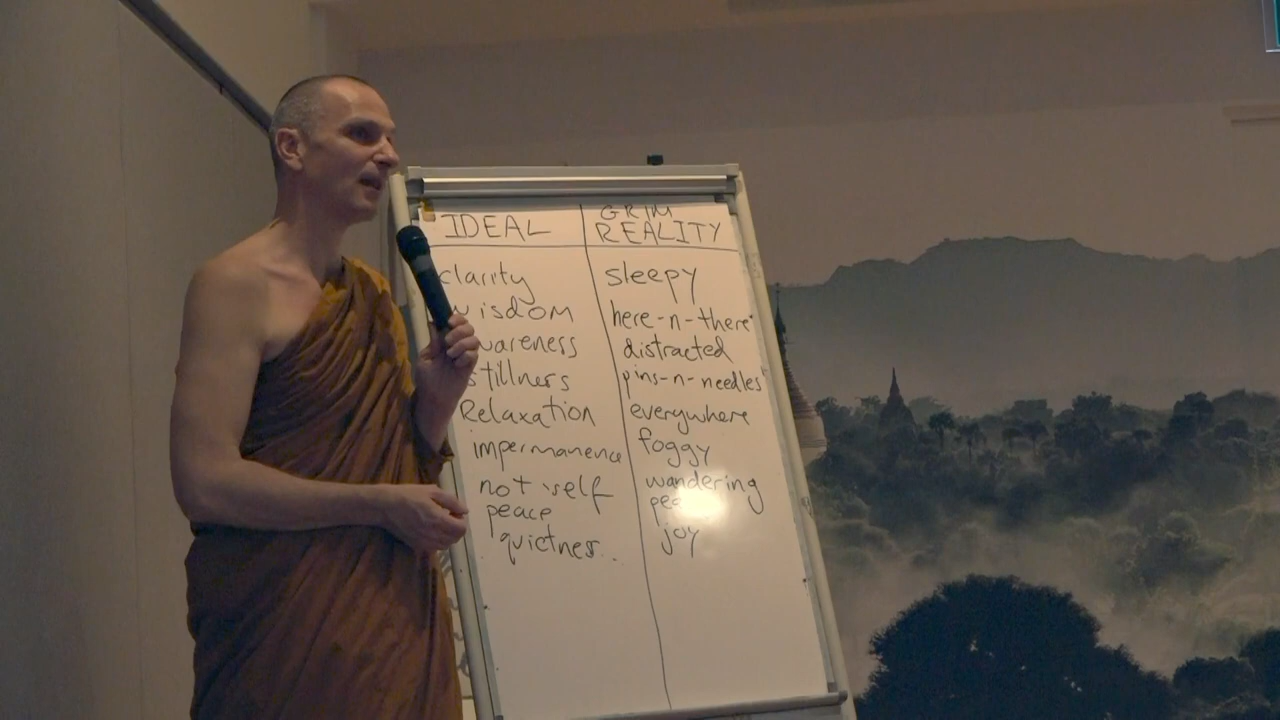 IDEAL
GRIM
REALITY
clarity
sleepy
wisdom
here-n-there
awareness
distracted
stillness
pins-n-needles
Relaxation
everywhere
impermanence
foggy
not self
wandering
peace
quietness..
joy